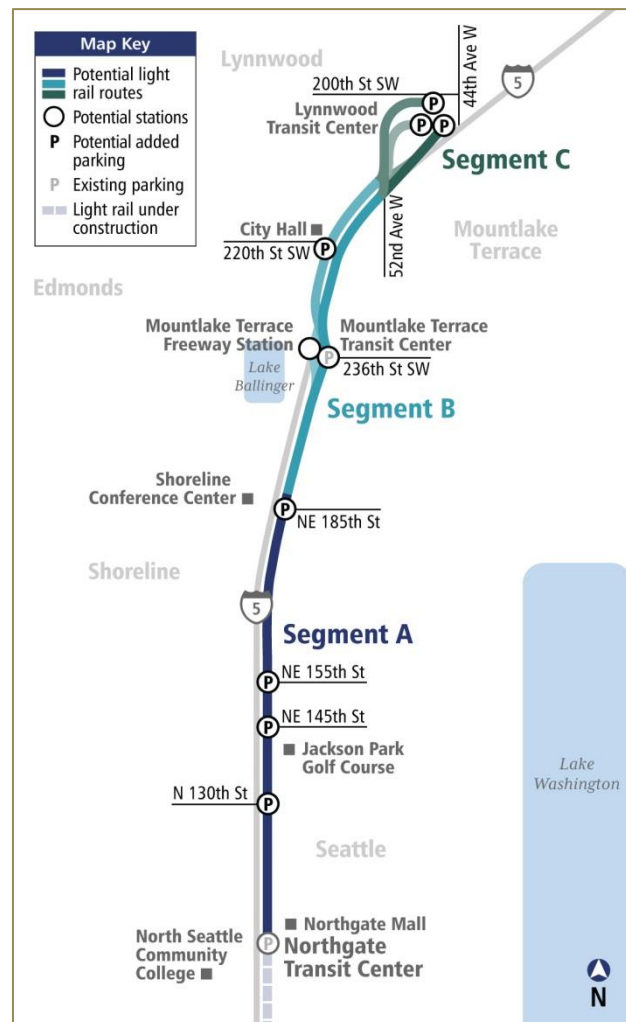 Map Key
Potential light
rail routes
Potential stations
P Potential added
parking
P Existing parking
Light rail under
construction
Lynnwood
5
44th Ave W
200th St SW
Lynnwood
Transit Center
P
P P
Segment C
52nd Ave W
Mountlake
Terrace
City Hall
220th St SW
P
Edmonds
Mountlake Terrace
Freeway Station
Mountlake Terrace
Transit Center
P
236th St SW
Lake
Ballinger
Segment B
Shoreline
Conference Center
P
NE 185th St
Shoreline
5
Segment A
NE 155th St
P
NE 145th St
P
Jackson Park
Golf Course
N 130th St
P
Lake
Washington
Seattle
Northgate Mall
North Seattle
Community
College
P
Northgate
Transit Center
N